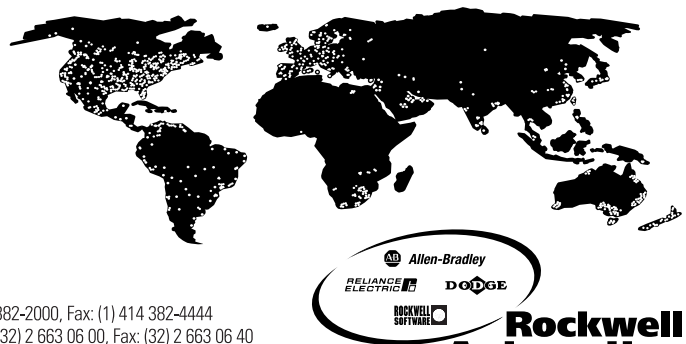 Allen-Bradley
RELIANCE ELECTRIC
DODGE
ROCKWELL SOFTWARE
382-2000, Fax: (1) 414 382-4444
32) 2 663 06 00, Fax: (32) 2 663 06 40
Rockwell